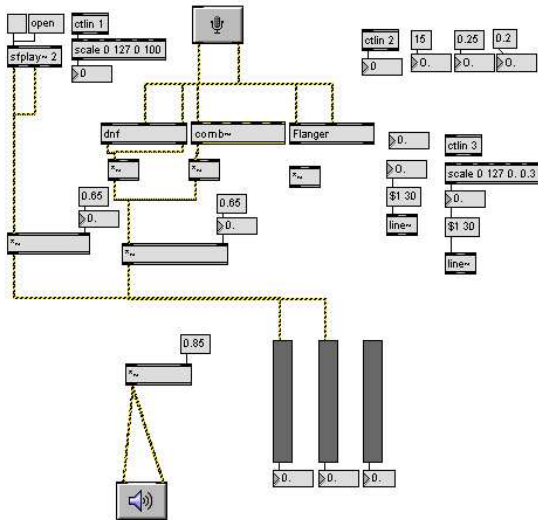 open
ctlin 1
sfplay~ 2
scale 0 127 0 100
0
ctlin 2
15
0.25
0.2
0
0.
0.
0.
dnf
comb~
Flanger
*~
*~
*~
0.
ctlin 3
0.
scale 0 127 0. 0.3
0.65
0.
0.65
0.
$1 30
0.
line~
$1 30
line~
*~
*~
0.85
*~
0.
0.
0.